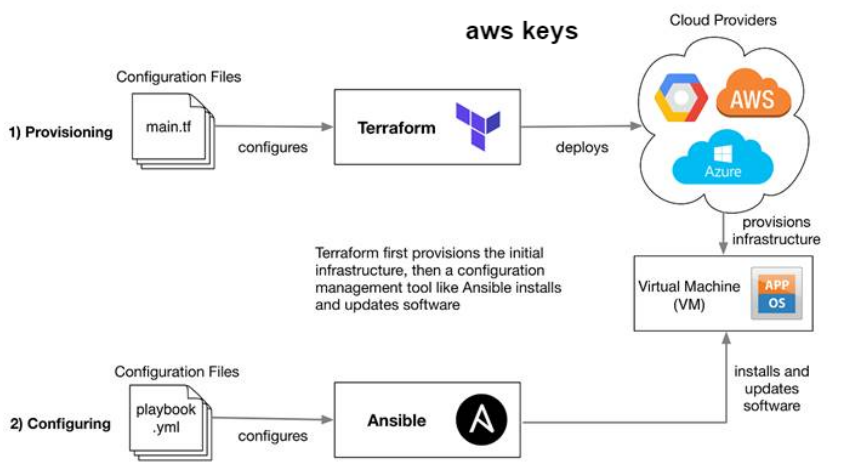 aws keys
Cloud Providers
Configuration Files
main.tf
1) Provisioning
configures
Terraform
deploys
AWS
Azure
provisions
infrastructure
Terraform first provisions the initial
infrastructure, then a configuration
management tool like Ansible installs
and updates software
Virtual Machine
(VM)
APP
OS
Configuration Files
playbook
.yml
2) Configuring
configures
Ansible
A
installs and
updates
software